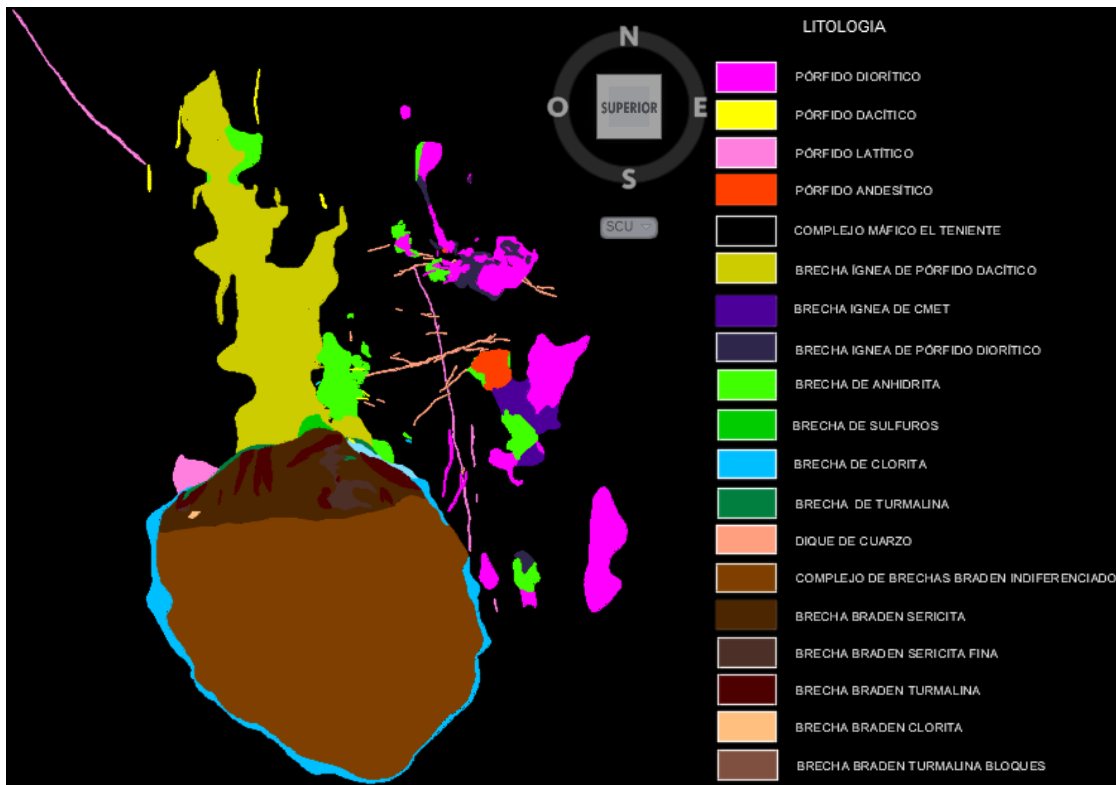 LITOLOGIA
N
O
SUPERIOR
E
S
SCU
PÓRFIDO DIORÍTICO
PÓRFIDO DACÍTICO
PÓRFIDO LATÍTICO
PÓRFIDO ANDESÍTICO
COMPLEJO MÁFICO EL TENIENTE
BRECHA ÍGNEA DE PÓRFIDO DACÍTICO
BRECHA IGNEA DE CMET
BRECHA IGNEA DE PÓRFIDO DIORÍTICO
BRECHA DE ANHIDRITA
BRECHA DE SULFUROS
BRECHA DE CLORITA
BRECHA DE TURMALINA
DIQUE DE CUARZO
COMPLEJO DE BRECHAS BRADEN INDIFERENCIADO
BRECHA BRADEN SERICITA
BRECHA BRADEN SERICITA FINA
BRECHA BRADEN TURMALINA
BRECHA BRADEN CLORITA
BRECHA BRADEN TURMALINA BLOQUES